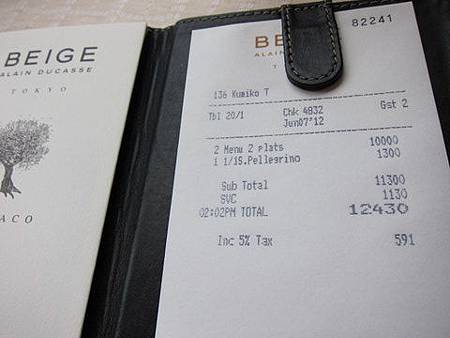 BEIGE
ALAIN DUCASSE
TOKYO
ACO
82241
BE
T
136 Kumiko T
Tbl 20/1 Chk 4832 Gst 2
Jun07'12
2 Menu 2 plats 10000
1 1/1S.Pellegrino 1300
Sub Total 11300
SVC 1130
02:02PM TOTAL 12430
Inc 5% Tax 591